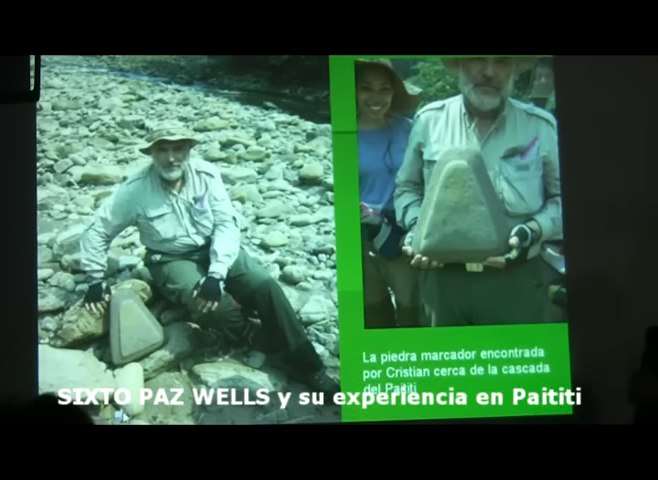 La piedra marcador encontrada
por Cristian cerca de la cascada
del Paititi
SIXTO PAZ WELLS y su experiencia en Paititi